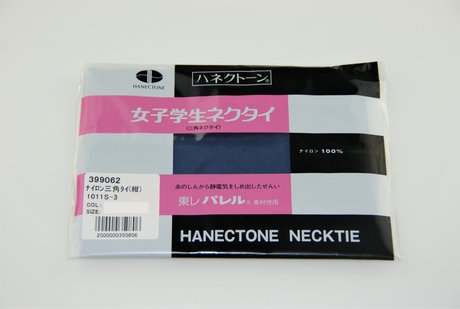 HANECTONE
ハネクトーン®
女子学生ネクタイ
(三角ネクタイ)
ナイロン 100%
399062
ナイロン三角タイ(紺)
1011S-3
COL:
SIZE:
2000000350806
糸のしんから静電気をしめ出したせんい
東レ パレル® 素材使用
HANECTONE NECKTIE